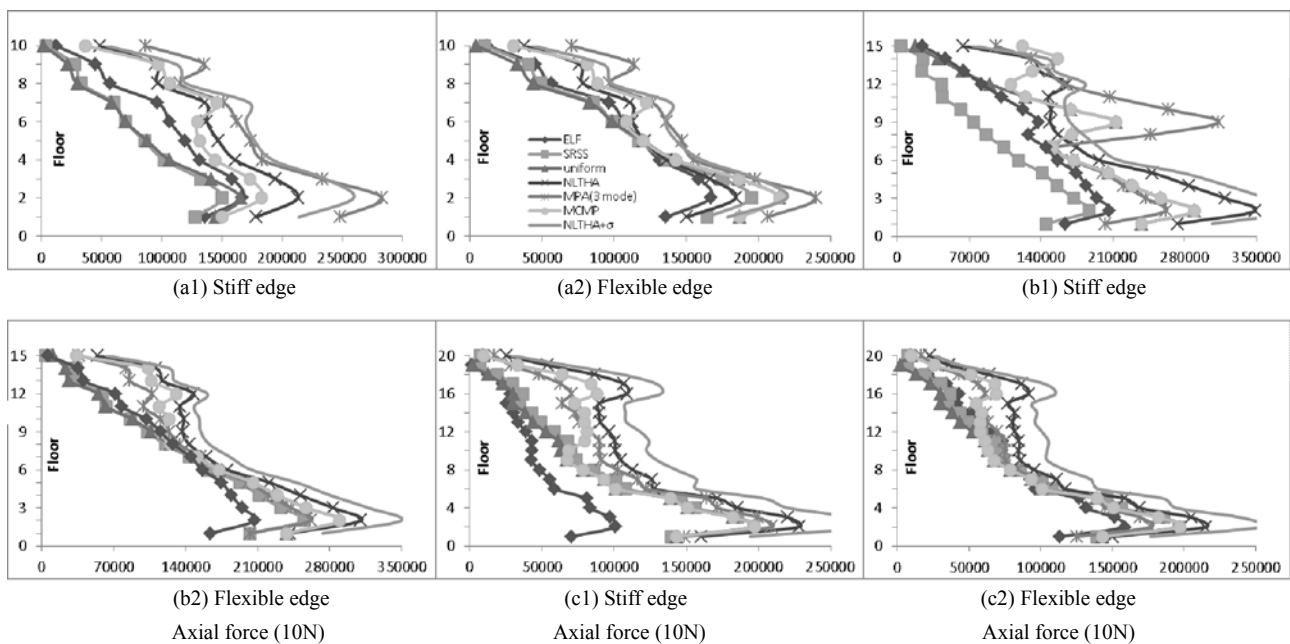 10
8
6
4
2
0
Floor
0 50000 100000 150000 200000 250000 300000
(a1) Stiff edge
10
8
6
4
2
0
Floor
ELF
SRSS
uniform
NLTHA
MPA(3 mode)
MCMP
NLTHA+σ
0 50000 100000 150000 200000 250000
(a2) Flexible edge
15
12
9
6
3
0
Floor
0 70000 140000 210000 280000 350000
(b1) Stiff edge
15
12
9
6
3
0
Floor
0 70000 140000 210000 280000 350000
(b2) Flexible edge
Axial force (10N)
20
16
12
8
4
0
Floor
0 50000 100000 150000 200000 250000
(c1) Stiff edge
Axial force (10N)
20
16
12
8
4
0
Floor
0 50000 100000 150000 200000 250000
(c2) Flexible edge
Axial force (10N)